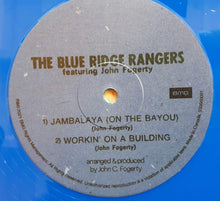 THE BLUE RIDGE RANGERS
featuring John Fogerty
BMG
1) JAMBALAYA (ON THE BAYOU)
(John Fogerty)
2) WORKIN' ON A BUILDING
(John Fogerty)
arranged & produced
by John C. Fogerty